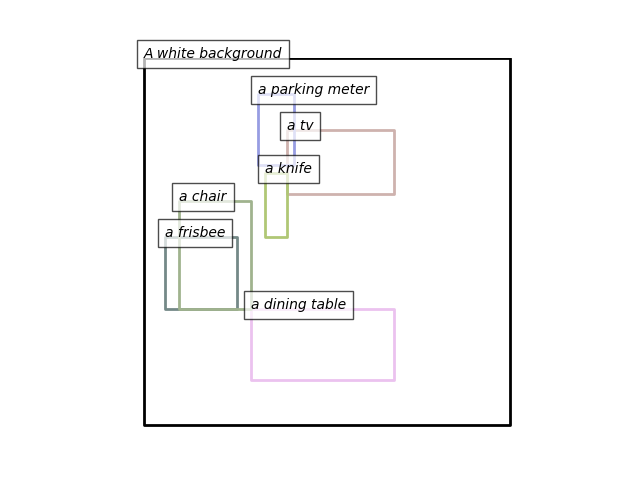 A white background
a parking meter
a tv
a knife
a chair
a frisbee
a dining table